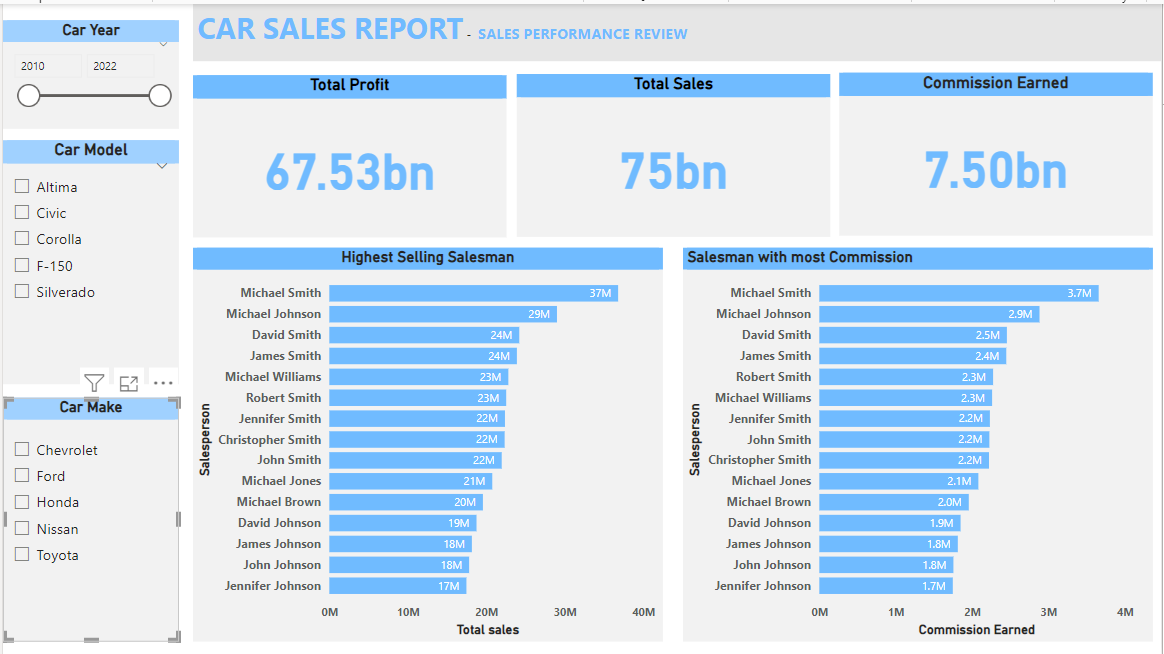 CAR SALES REPORT - SALES PERFORMANCE REVIEW
Car Year
2010 2022
Car Model
Altima
Civic
Corolla
F-150
Silverado
Car Make
Chevrolet
Ford
Honda
Nissan
Toyota
Total Profit
67.53bn
Total Sales
75bn
Commission Earned
7.50bn
Highest Selling Salesman
Salesperson
Michael Smith 37M
Michael Johnson 29M
David Smith 24M
James Smith 24M
Michael Williams 23M
Robert Smith 23M
Jennifer Smith 22M
Christopher Smith 22M
John Smith 22M
Michael Jones 21M
Michael Brown 20M
David Johnson 19M
James Johnson 18M
John Johnson 18M
Jennifer Johnson 17M
0M 10M 20M 30M 40M
Total sales
Salesman with most Commission
Salesperson
Michael Smith 3.7M
Michael Johnson 2.9M
David Smith 2.5M
James Smith 2.4M
Robert Smith 2.3M
Michael Williams 2.3M
Jennifer Smith 2.2M
John Smith 2.2M
Christopher Smith 2.2M
Michael Jones 2.1M
Michael Brown 2.0M
David Johnson 1.9M
James Johnson 1.8M
John Johnson 1.8M
Jennifer Johnson 1.7M
0M 1M 2M 3M 4M
Commission Earned